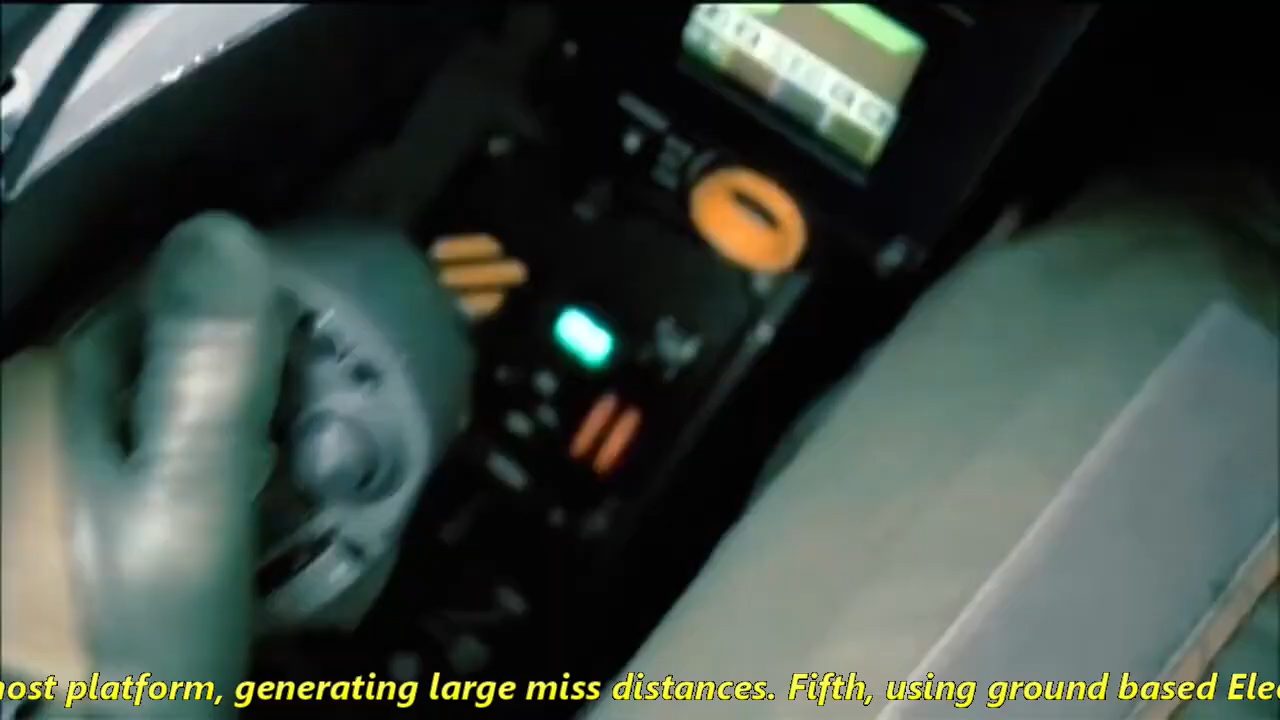 host platform, generating large miss distances. Fifth, using ground based Ele